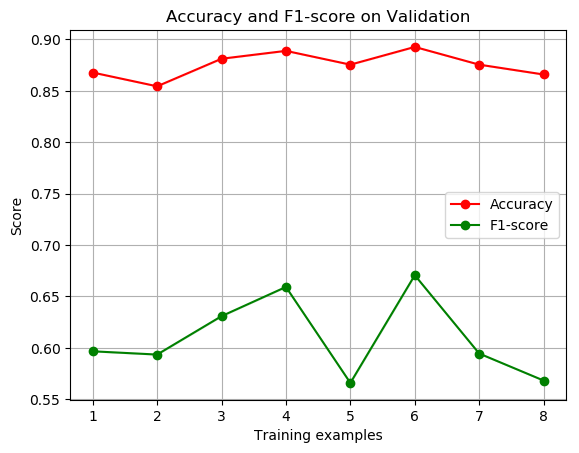 Accuracy and F1-score on Validation
0.90
0.85
0.80
0.75
0.70
0.65
0.60
0.55
Score
Accuracy
F1-score
1 2 3 4 5 6 7 8
Training examples